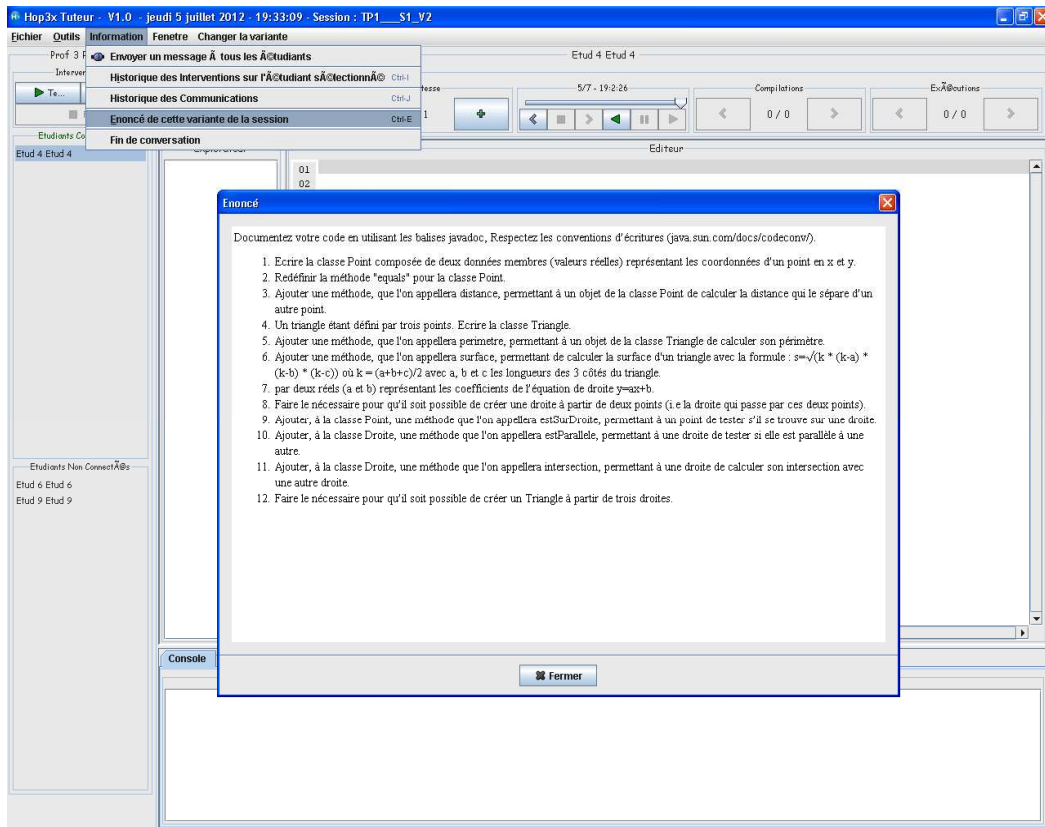 Hop3x Tuteur - V1.0 - jeudi 5 juillet 2012 - 19:33:09 - Session : TP1___S1_V2
Fichier Outils Information Fenetre Changer la variante
Prof 3
Etud 4 Etud 4
Envoyer un message Ã tous les Ã©tudiants
Historique des Interventions sur l'Ã©tudiant sÃ©lectionnÃ© Ctrl-I
Historique des Communications Ctrl-J
Enoncé de cette variante de la session Ctrl-E
Fin de conversation
Te...
1
5/7 - 19:2:26
Compilations
0 / 0
ExÃ©cutions
0 / 0
Etud 4 Etud 4
Editeur
01
02
Enoncé
Documentez votre code en utilisant les balises javadoc, Respectez les conventions d'écritures (java.sun.com/docs/codeconv/).
1. Ecrire la classe Point composée de deux données membres (valeurs réelles) représentant les coordonnées d'un point en x et y.
2. Redéfinir la méthode "equals" pour la classe Point.
3. Ajouter une méthode, que l'on appellera distance, permettant à un objet de la classe Point de calculer la distance qui le sépare d'un
autre point.
4. Un triangle étant défini par trois points. Ecrire la classe Triangle.
5. Ajouter une méthode, que l'on appellera perimetre, permettant à un objet de la classe Triangle de calculer son périmètre.
6. Ajouter une méthode, que l'on appellera surface, permettant de calculer la surface d'un triangle avec la formule : s=√(k * (k-a) *
(k-b) * (k-c)) où k = (a+b+c)/2 avec a, b et c les longueurs des 3 côtés du triangle.
7. par deux réels (a et b) représentant les coefficients de l'équation de droite y=ax+b.
8. Faire le nécessaire pour qu'il soit possible de créer une droite à partir de deux points (i.e la droite qui passe par ces deux points).
9. Ajouter, à la classe Point, une méthode que l'on appellera estSurDroite, permettant à un point de tester s'il se trouve sur une droite.
10. Ajouter, à la classe Droite, une méthode que l'on appellera estParallele, permettant à une droite de tester si elle est parallèle à une
autre.
11. Ajouter, à la classe Droite, une méthode que l'on appellera intersection, permettant à une droite de calculer son intersection avec
une autre droite.
12. Faire le nécessaire pour qu'il soit possible de créer un Triangle à partir de trois droites.
Fermer
Etudiants Non ConnectÃ©s
Etud 6 Etud 6
Etud 9 Etud 9
Console